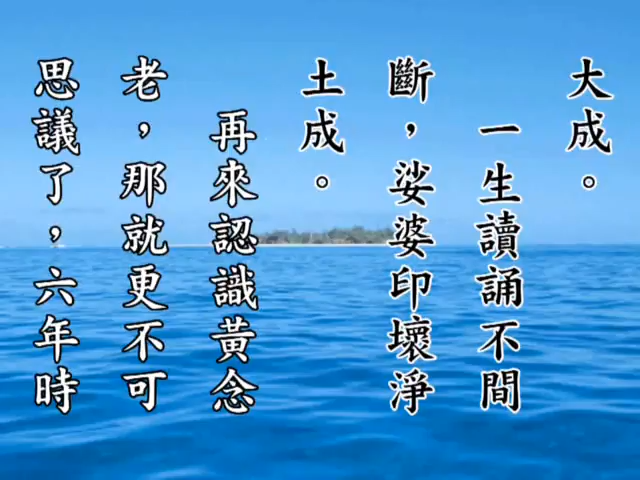 大成。
一生讀誦不間
斷，娑婆印壞淨
土成。
再來認識黃念
老，那就更不可
思議了，六年時